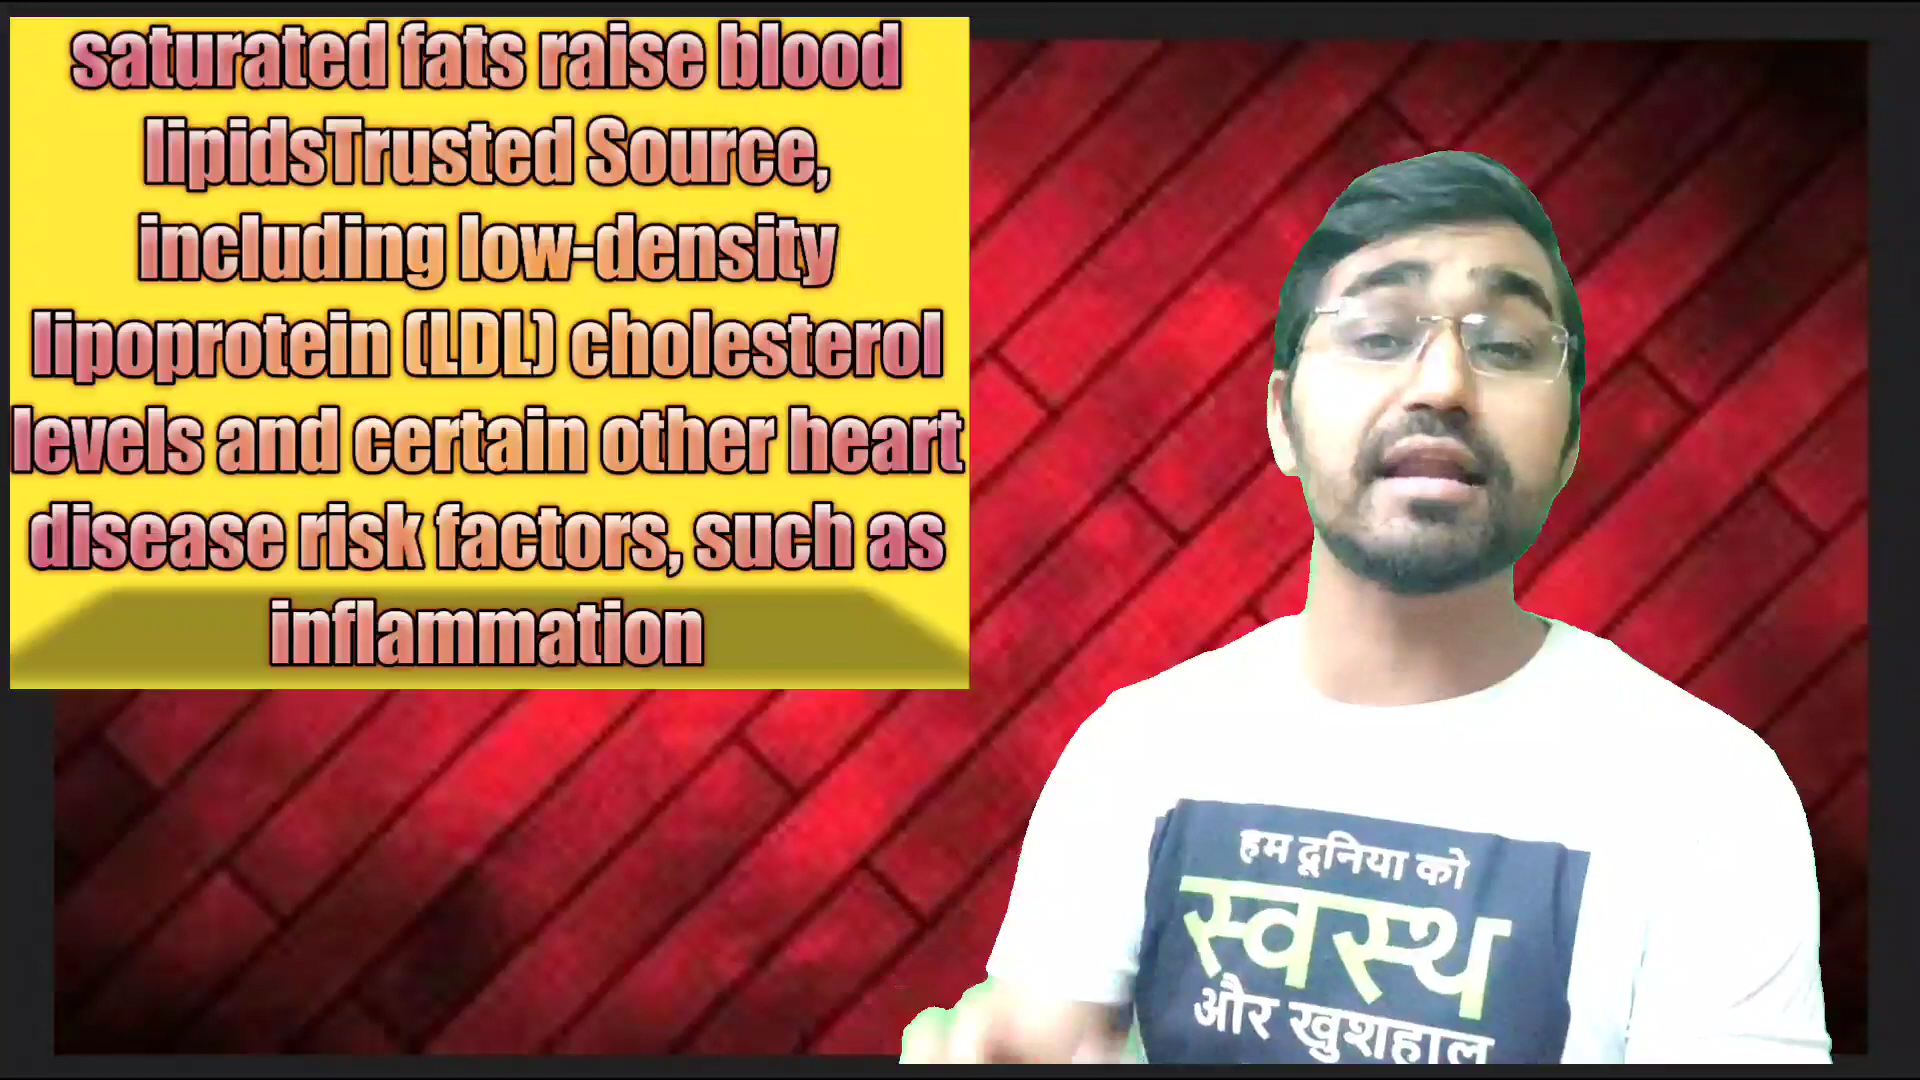 saturated fats raise blood
lipidsTrusted Source,
including low-density
lipoprotein (LDL) cholesterol
levels and certain other heart
disease risk factors, such as
inflammation
हम दूनिया को
स्वस्थ
और खुशहाल